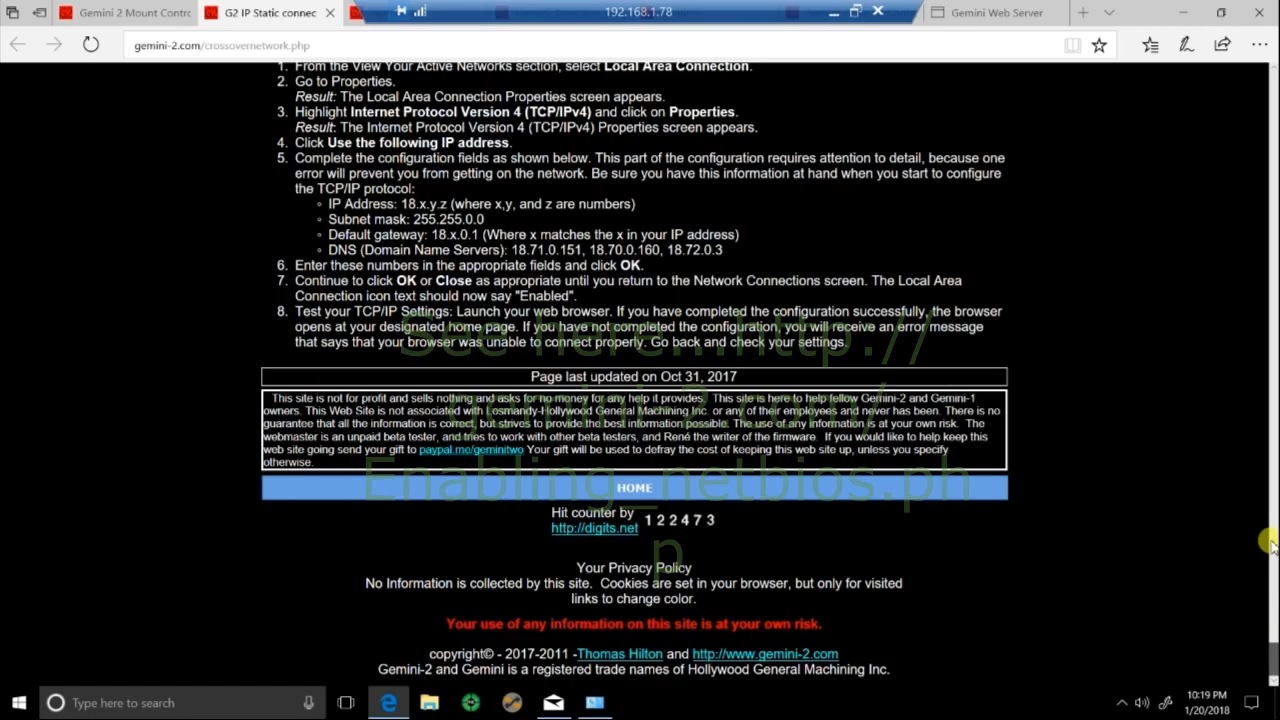 Gemini 2 Mount Contro
G2 IP Static connec
192.168.1.78
Gemini Web Server
gemini-2.com/crossovernetwork.php
1. From the View Your Active Networks section, select Local Area Connection.
2. Go to Properties.
Result: The Local Area Connection Properties screen appears.
3. Highlight Internet Protocol Version 4 (TCP/IPv4) and click on Properties.
Result: The Internet Protocol Version 4 (TCP/IPv4) Properties screen appears.
4. Click Use the following IP address.
5. Complete the configuration fields as shown below. This part of the configuration requires attention to detail, because one
error will prevent you from getting on the network. Be sure you have this information at hand when you start to configure
the TCP/IP protocol:
◦ IP Address: 18.x.y.z (where x,y, and z are numbers)
◦ Subnet mask: 255.255.0.0
◦ Default gateway: 18.x.0.1 (Where x matches the x in your IP address)
◦ DNS (Domain Name Servers): 18.71.0.151, 18.70.0.160, 18.72.0.3
6. Enter these numbers in the appropriate fields and click OK.
7. Continue to click OK or Close as appropriate until you return to the Network Connections screen. The Local Area
Connection icon text should now say "Enabled".
8. Test your TCP/IP Settings: Launch your web browser. If you have completed the configuration successfully, the browser
opens at your designated home page. If you have not completed the configuration, you will receive an error message
that says that your browser was unable to connect properly. Go back and check your settings.
See here...http://
gemini-2.com/
Enabling_netbios.ph
p
Page last updated on Oct 31, 2017
This site is not for profit and sells nothing and asks for no money for any help it provides. This site is here to help fellow Gemini-2 and Gemini-1
owners. This Web Site is not associated with Losmandy-Hollywood General Machining Inc. or any of their employees and never has been. There is no
guarantee that all the information is correct, but strives to provide the best information possible. The use of any information is at your own risk. The
webmaster is an unpaid beta tester, and tries to work with other beta testers, and René the writer of the firmware. If you would like to help keep this
web site going send your gift to paypal.me/geminitwo Your gift will be used to defray the cost of keeping this web site up, unless you specify
otherwise.
HOME
Hit counter by
http://digits.net
122473
Your Privacy Policy
No Information is collected by this site. Cookies are set in your browser, but only for visited
links to change color.
Your use of any information on this site is at your own risk.
copyright© - 2017-2011 -Thomas Hilton and http://www.gemini-2.com
Gemini-2 and Gemini is a registered trade names of Hollywood General Machining Inc.
Type here to search
10:19 PM
1/20/2018